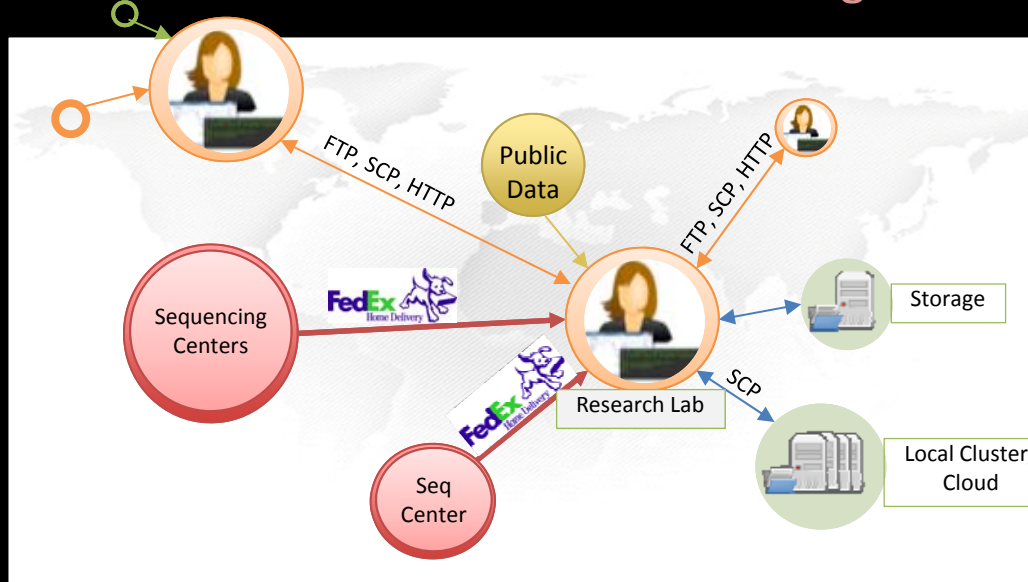 FTP, SCP, HTTP
Public
Data
FTP, SCP, HTTP
Sequencing
Centers
FedEx
Home Delivery
Storage
FedEx
Home Delivery
SCP
Research Lab
Local Cluster
Cloud
Seq
Center